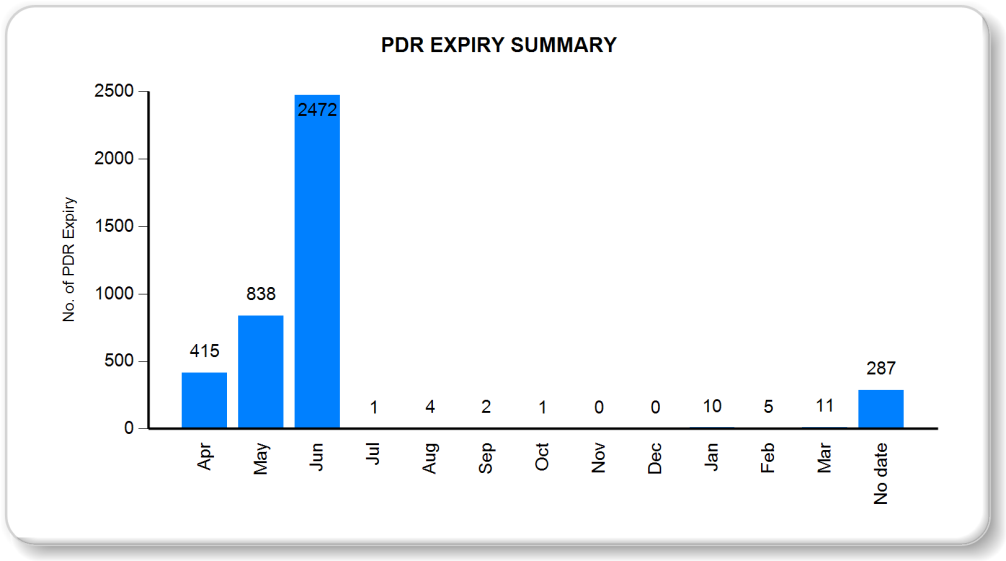 PDR EXPIRY SUMMARY
No. of PDR Expiry
2500
2000
1500
1000
500
0
415
838
2472
1
4
2
1
0
0
10
5
11
287
Apr
May
Jun
Jul
Aug
Sep
Oct
Nov
Dec
Jan
Feb
Mar
No date